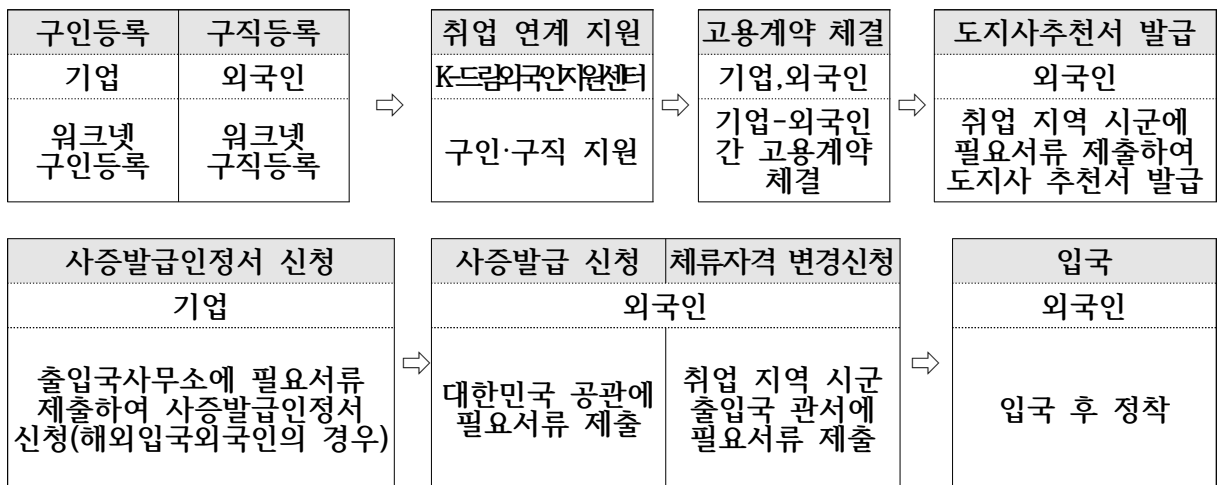 구인등록
구직등록
기업
외국인
워크넷
구인등록
워크넷
구직등록
⇨
취업 연계 지원
K-드림외국인지원센터
구인·구직 지원
⇨
고용계약 체결
기업,외국인
기업-외국인
간 고용계약
체결
⇨
도지사추천서 발급
외국인
취업 지역 시군에
필요서류 제출하여
도지사 추천서 발급
사증발급인정서 신청
기업
출입국사무소에 필요서류
제출하여 사증발급인정서
신청(해외입국외국인의 경우)
⇨
사증발급 신청
체류자격 변경신청
외국인
대한민국 공관에
필요서류 제출
취업 지역 시군
출입국 관서에
필요서류 제출
⇨
입국
외국인
입국 후 정착